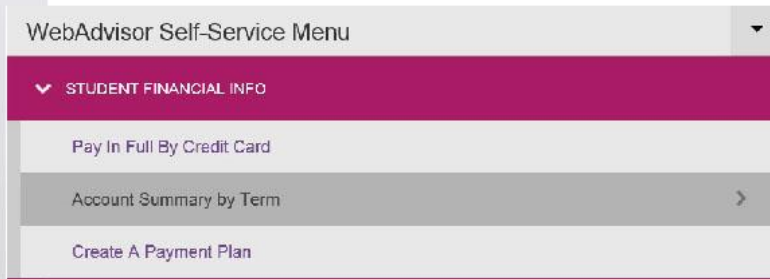 WebAdvisor Self-Service Menu
STUDENT FINANCIAL INFO
Pay In Full By Credit Card
Account Summary by Term
Create A Payment Plan